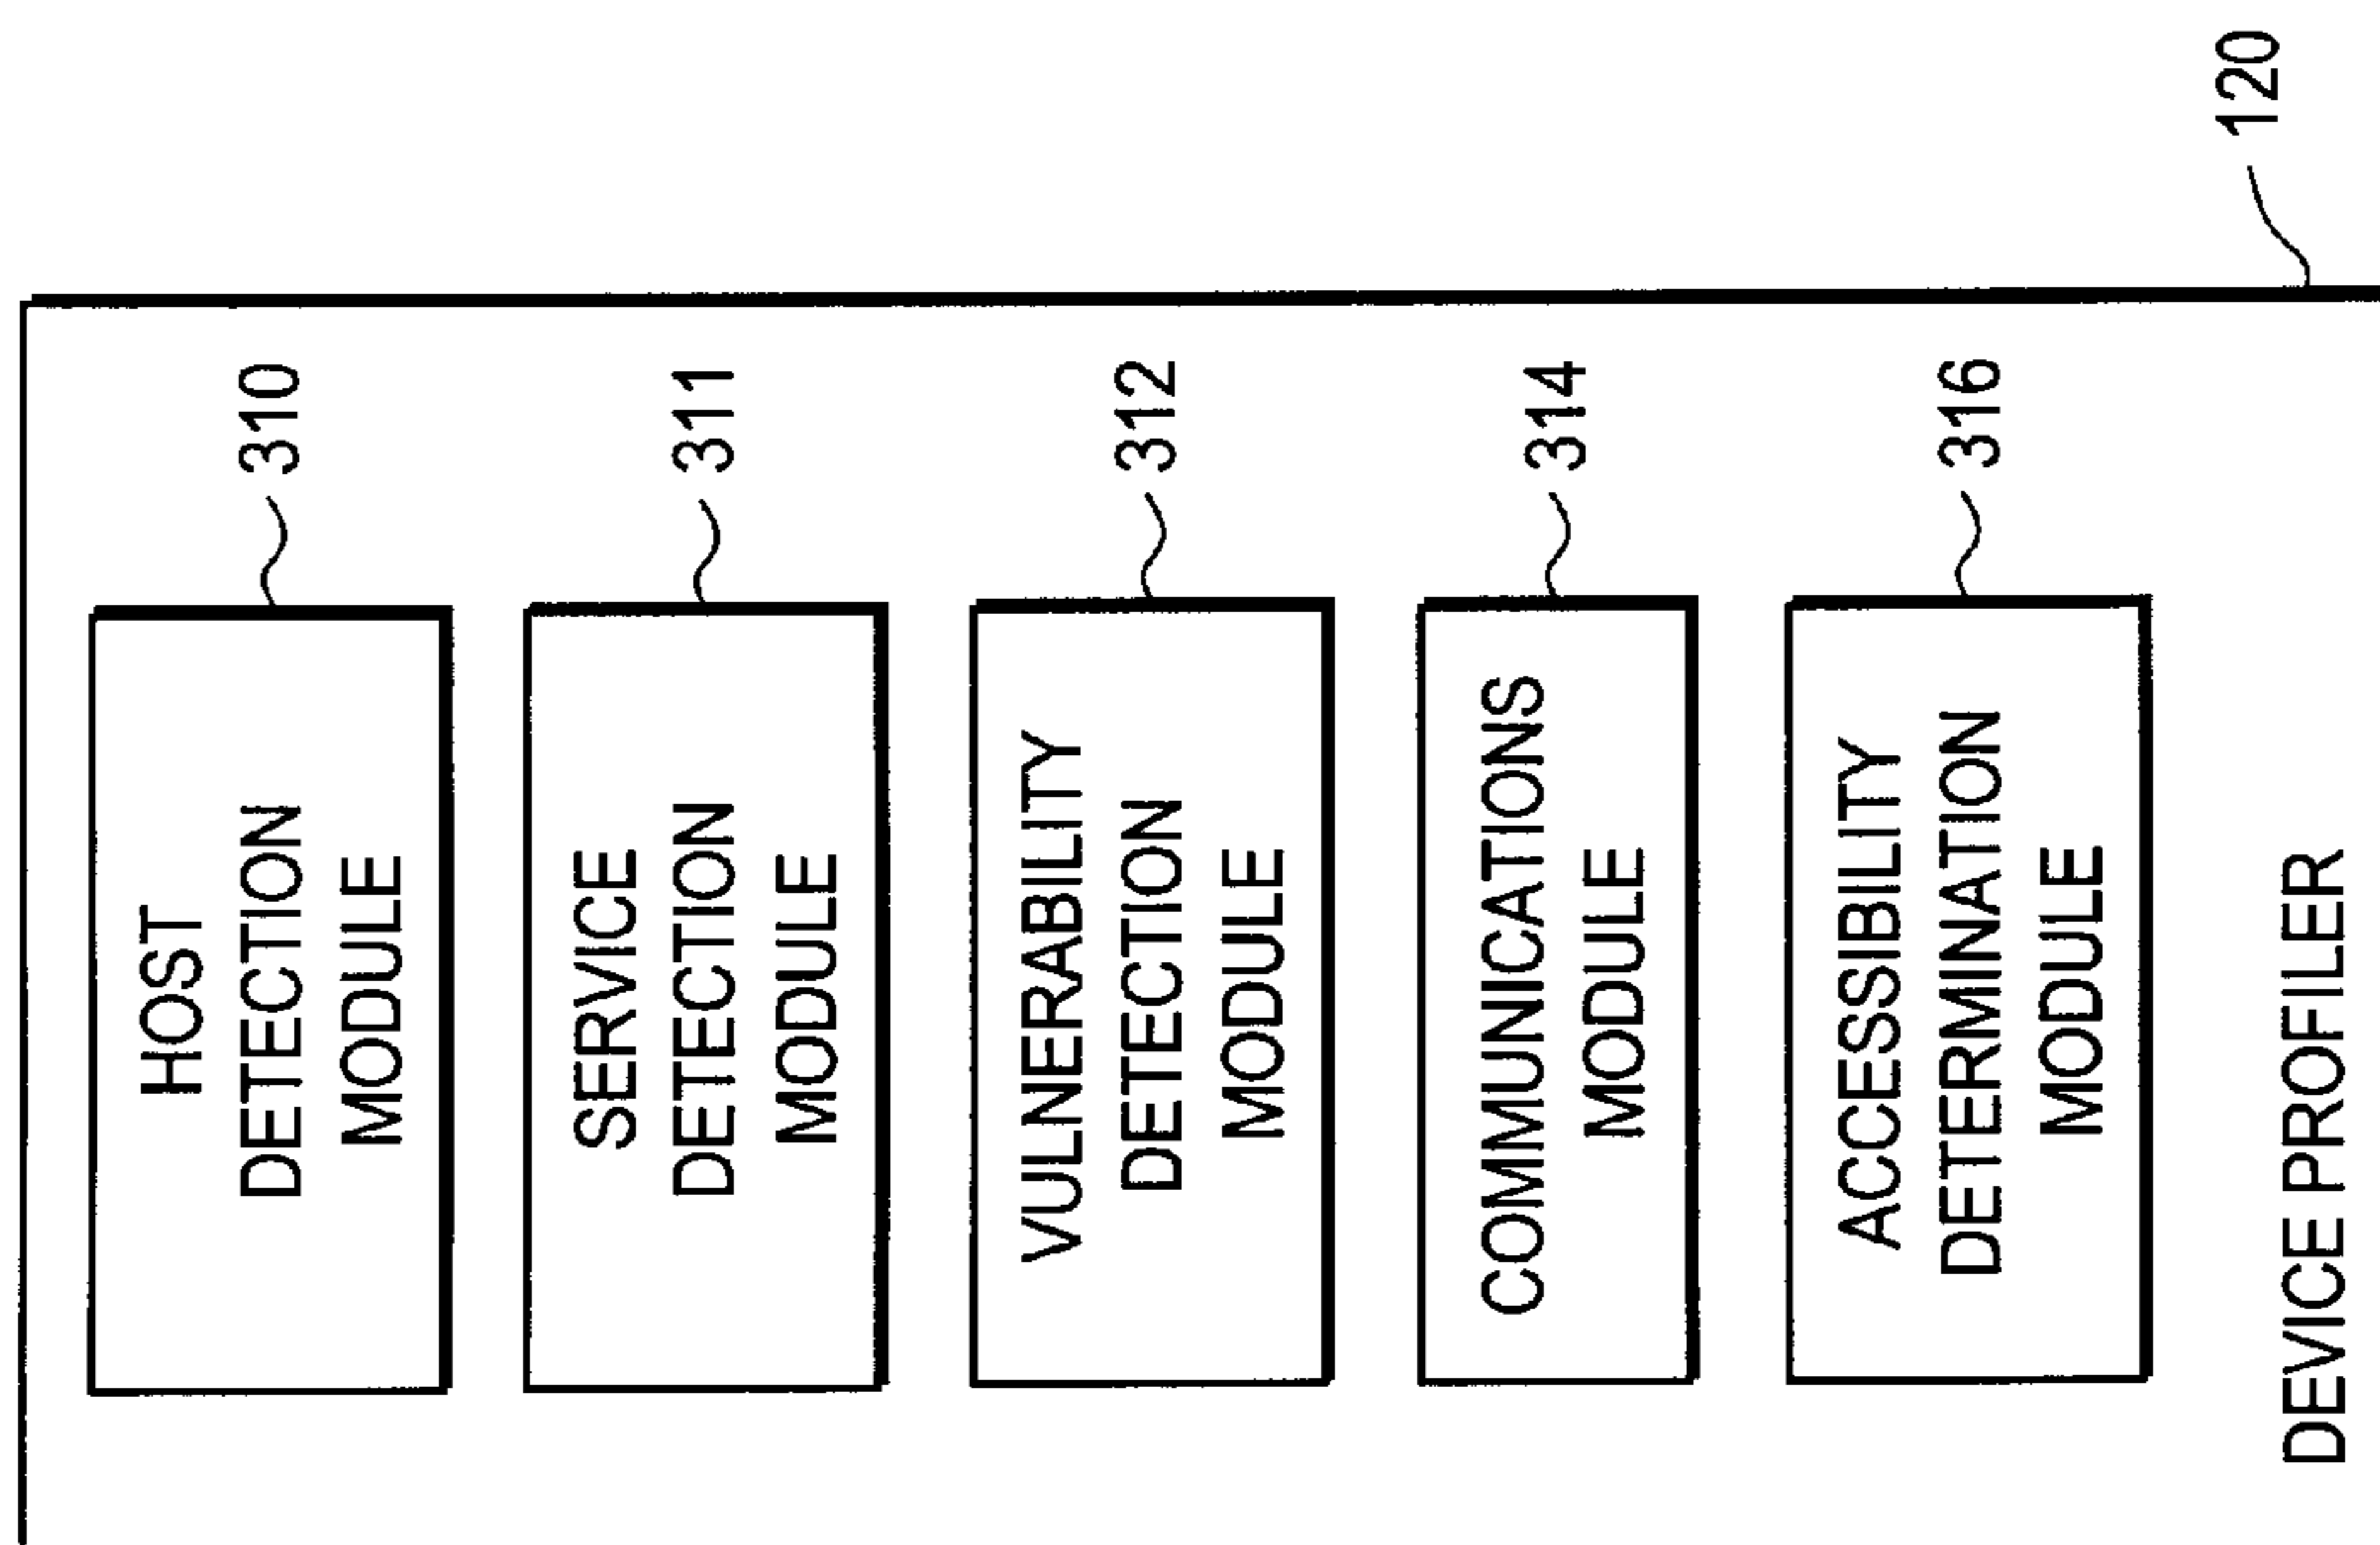 HOST
DETECTION
MODULE
310
SERVICE
DETECTION
MODULE
311
VULNERABILITY
DETECTION
MODULE
312
COMMUNICATIONS
MODULE
314
ACCESSIBILITY
DETERMINATION
MODULE
316
DEVICE PROFILER
120